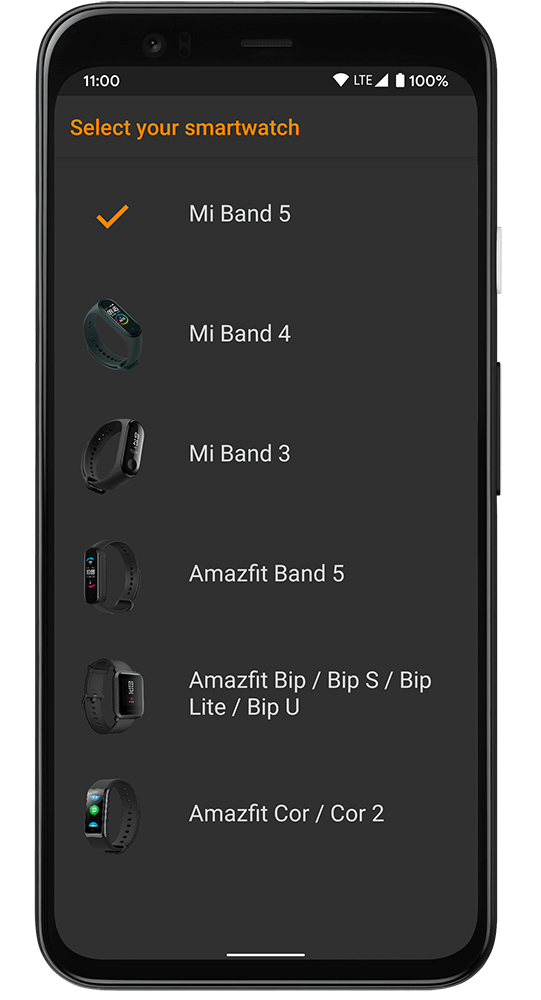 11:00 LTE 100%
Select your smartwatch
Mi Band 5
Mi Band 4
Mi Band 3
Amazfit Band 5
Amazfit Bip / Bip S / Bip
Lite / Bip U
Amazfit Cor / Cor 2